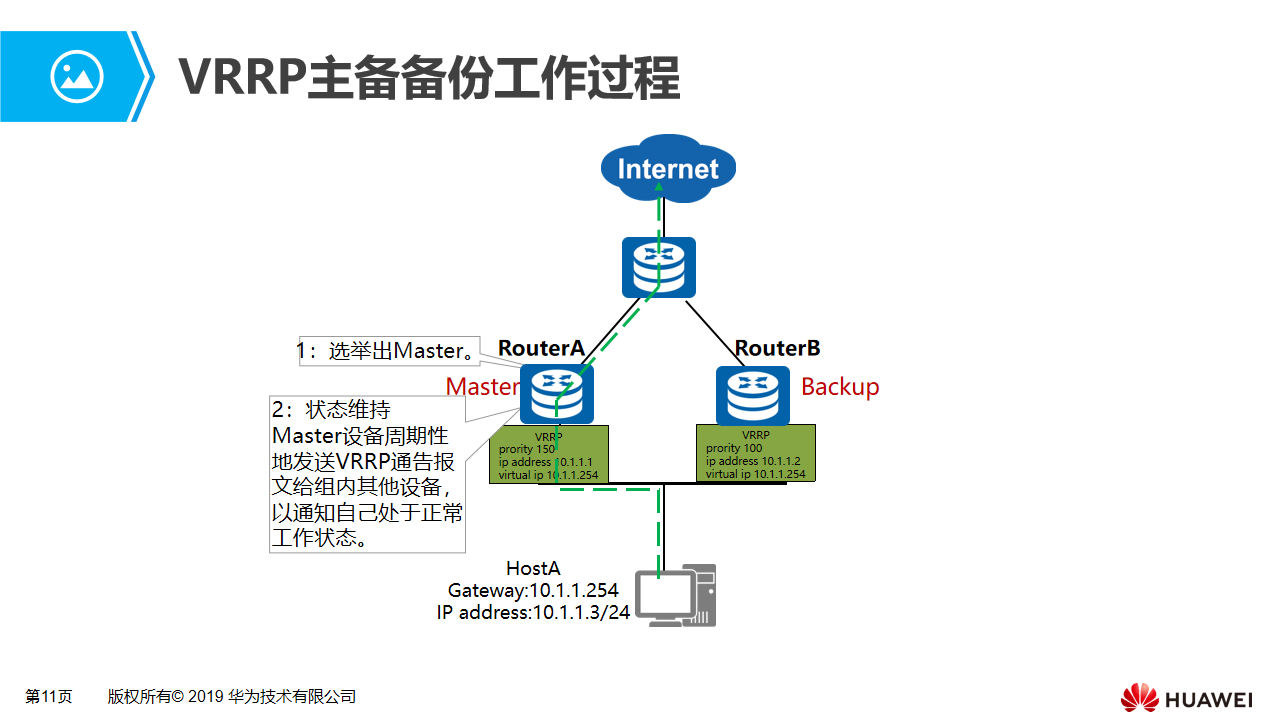 VRRP主备备份工作过程
Internet
1：选举出Master。
RouterA
RouterB
Master
Backup
2：状态维持
Master设备周期性
地发送VRRP通告报
文给组内其他设备，
以通知自己处于正常
工作状态。
VRRP
prority 150
ip address 10.1.1.1
virtual ip 10.1.1.254
VRRP
prority 100
ip address 10.1.1.2
virtual ip 10.1.1.254
HostA
Gateway:10.1.1.254
IP address:10.1.1.3/24
第11页
版权所有© 2019 华为技术有限公司
HUAWEI